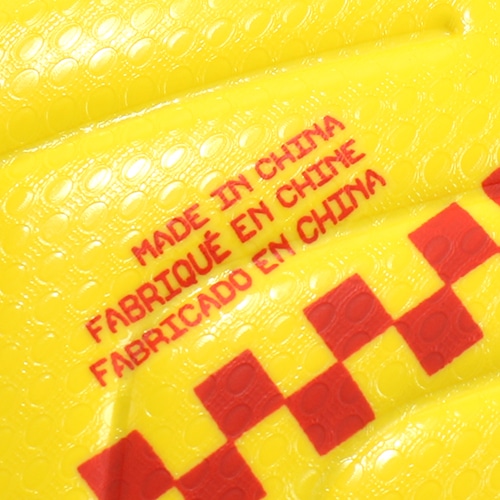 MADE IN CHINA
FABRIQUÉ EN CHINE
FABRICADO EN CHINA